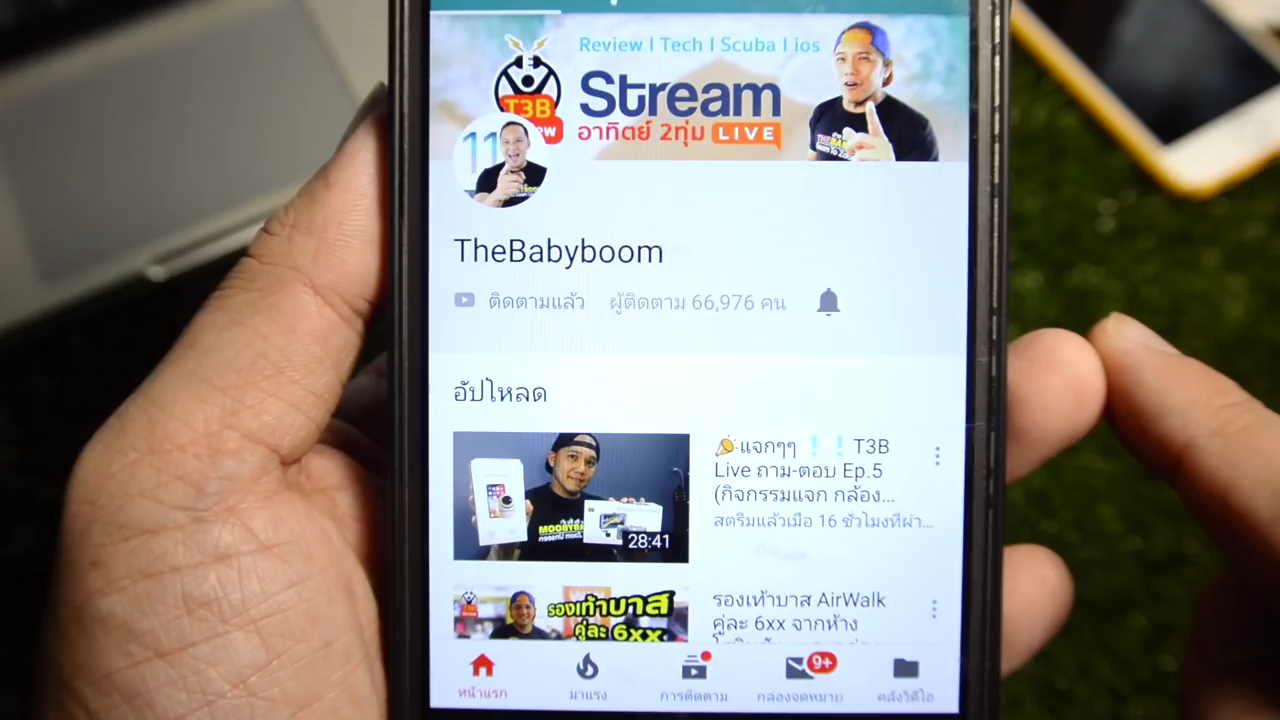 Review | Tech | Scuba | ios
Stream
อาทิตย์ 2ทุ่ม LIVE
T3B
11
TheBabyboom
ติดตามแล้ว ผู้ติดตาม 66,976 คน
อัปโหลด
🎉แจกๆๆ ❕❕ T3B
Live ถาม-ตอบ Ep.5
(กิจกรรมแจก กล้อง...
สตรีมแล้วเมื่อ 16 ชั่วโมงที่ผ่า...
28:41
รองเท้าบาส AirWalk
คู่ละ 6xx จากห้าง
รองเท้าบาส
คู่ละ 6xx
หน้าแรก มาแรง การติดตาม กล่องจดหมาย 9+ คลังวิดีโอ